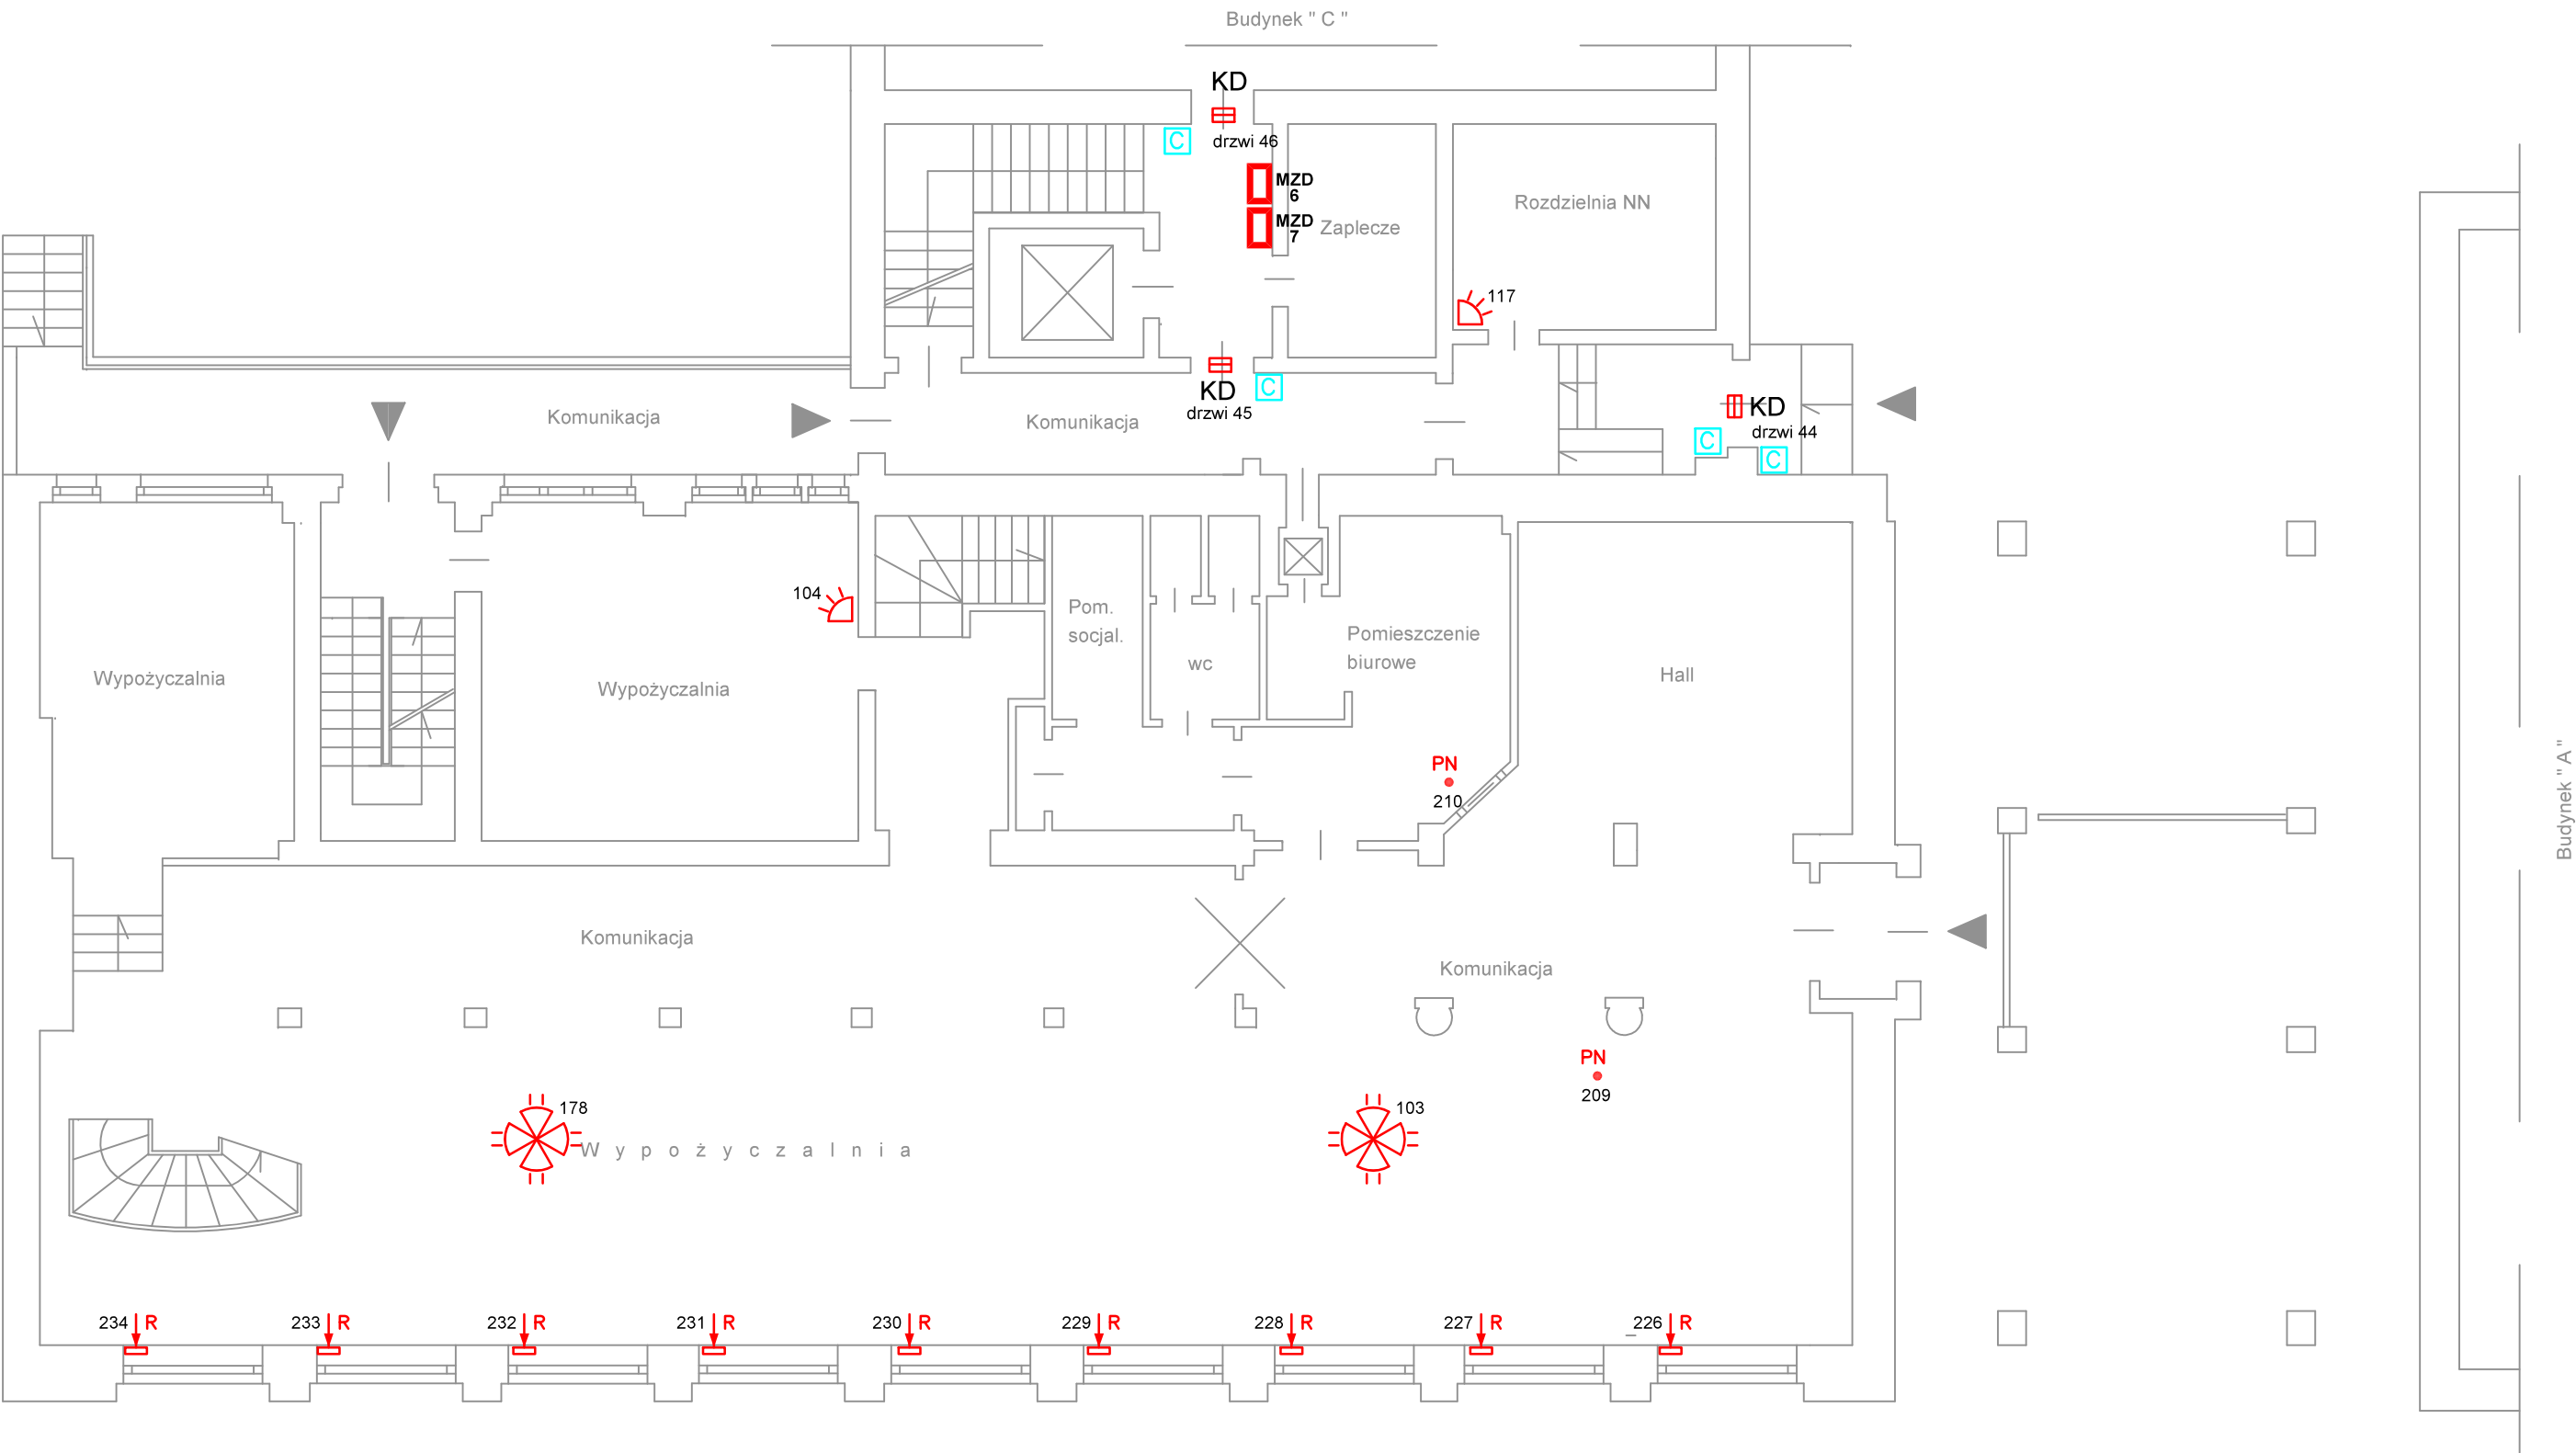 Budynek " C "
KD
C
drzwi 46
MZD
6
MZD
7
Zaplecze
Rozdzielnia NN
117
KD
drzwi 45
C
Komunikacja
Komunikacja
KD
drzwi 44
C
C
104
Pom.
socjal.
wc
Pomieszczenie
biurowe
Hall
Wypożyczalnia
Wypożyczalnia
PN
210
Budynek " A "
Komunikacja
Komunikacja
PN
209
178
103
Wypożyczalnia
234 R
233 R
232 R
231 R
230 R
229 R
228 R
227 R
226 R